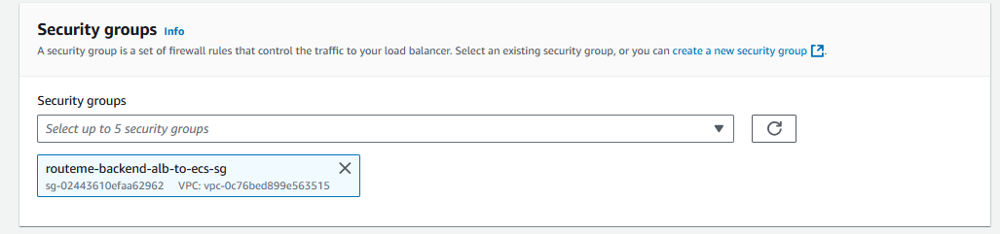 Security groups Info
A security group is a set of firewall rules that control the traffic to your load balancer. Select an existing security group, or you can create a new security group.
Security groups
Select up to 5 security groups
routeme-backend-alb-to-ecs-sg
sg-02443610efaa62962 VPC: vpc-0c76bed899e563515